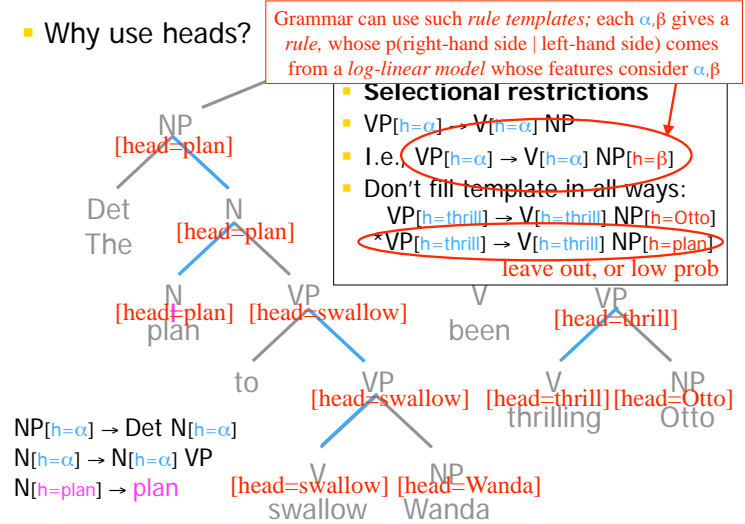 Why use heads?
Grammar can use such rule templates; each α,β gives a
rule, whose p(right-hand side | left-hand side) comes
from a log-linear model whose features consider α,β
Selectional restrictions
VP[h=α] → V[h=α] NP
I.e., VP[h=α] → V[h=α] NP[h=β]
Don't fill template in all ways:
VP[h=thrill] → V[h=thrill] NP[h=Otto]
*VP[h=thrill] → V[h=thrill] NP[h=plan]
leave out, or low prob
NP
[head=plan]
Det
The
N
[head=plan]
N
[head=plan]
plan
VP
[head=swallow]
V
been
VP
[head=thrill]
to
VP
[head=swallow]
V
[head=thrill]
thrilling
NP
[head=Otto]
Otto
NP[h=α] → Det N[h=α]
N[h=α] → N[h=α] VP
N[h=plan] → plan
V
[head=swallow]
swallow
NP
[head=Wanda]
Wanda